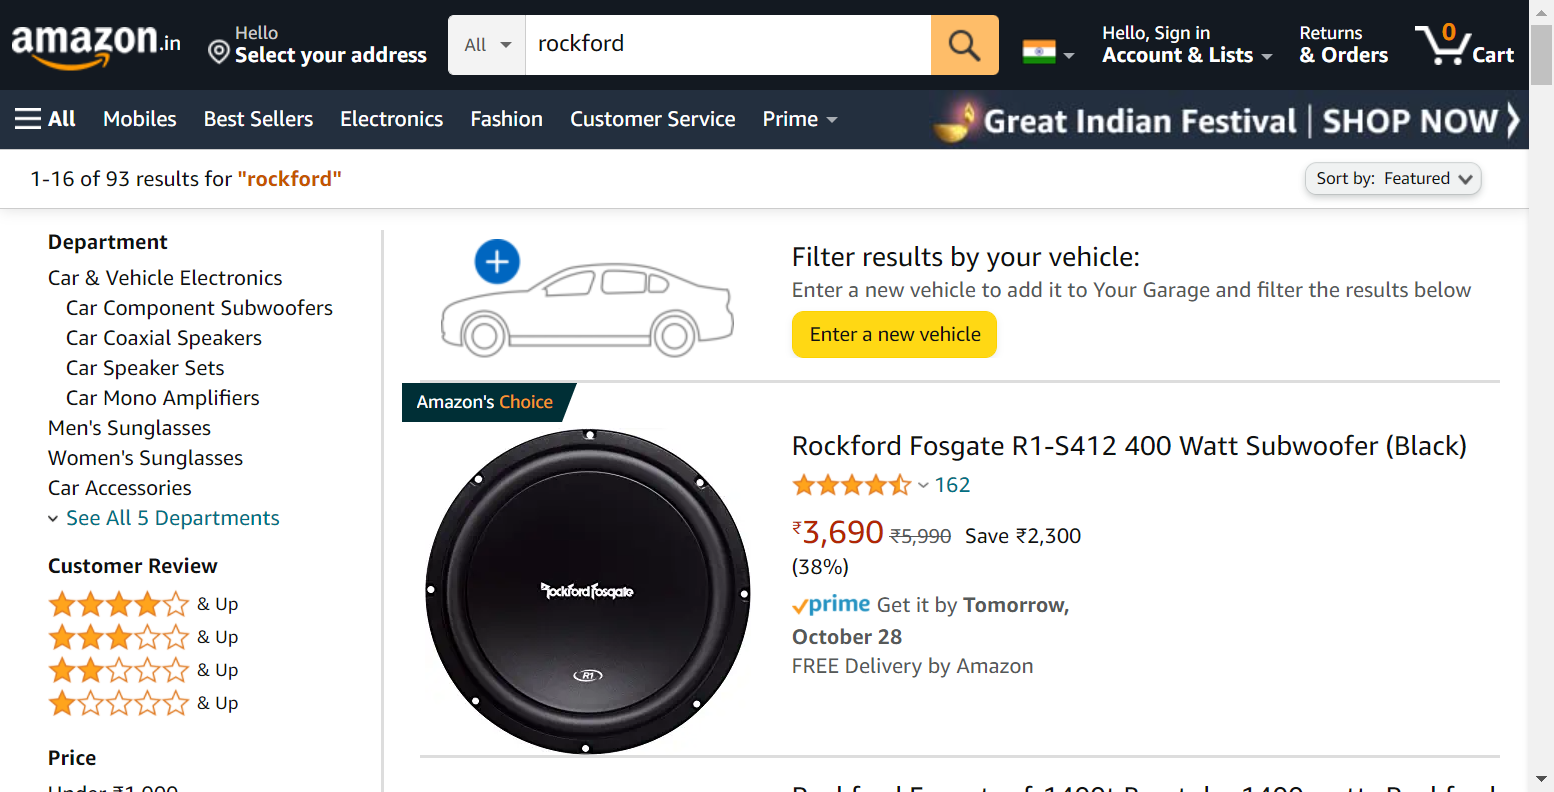 amazon.in
Hello
Select your address
All
rockford
Hello, Sign in
Account & Lists
Returns
& Orders
0
Cart
All
Mobiles
Best Sellers
Electronics
Fashion
Customer Service
Prime
Great Indian Festival | SHOP NOW
1-16 of 93 results for "rockford"
Sort by: Featured
Department
Car & Vehicle Electronics
Car Component Subwoofers
Car Coaxial Speakers
Car Speaker Sets
Car Mono Amplifiers
Men's Sunglasses
Women's Sunglasses
Car Accessories
See All 5 Departments
Customer Review
& Up
& Up
& Up
& Up
Price
Under ₹1,000
Filter results by your vehicle:
Enter a new vehicle to add it to Your Garage and filter the results below
Enter a new vehicle
Amazon's Choice
Rockford Fosgate
R1
Rockford Fosgate R1-S412 400 Watt Subwoofer (Black)
162
₹3,690 ₹5,990 Save ₹2,300
(38%)
prime Get it by Tomorrow,
October 28
FREE Delivery by Amazon